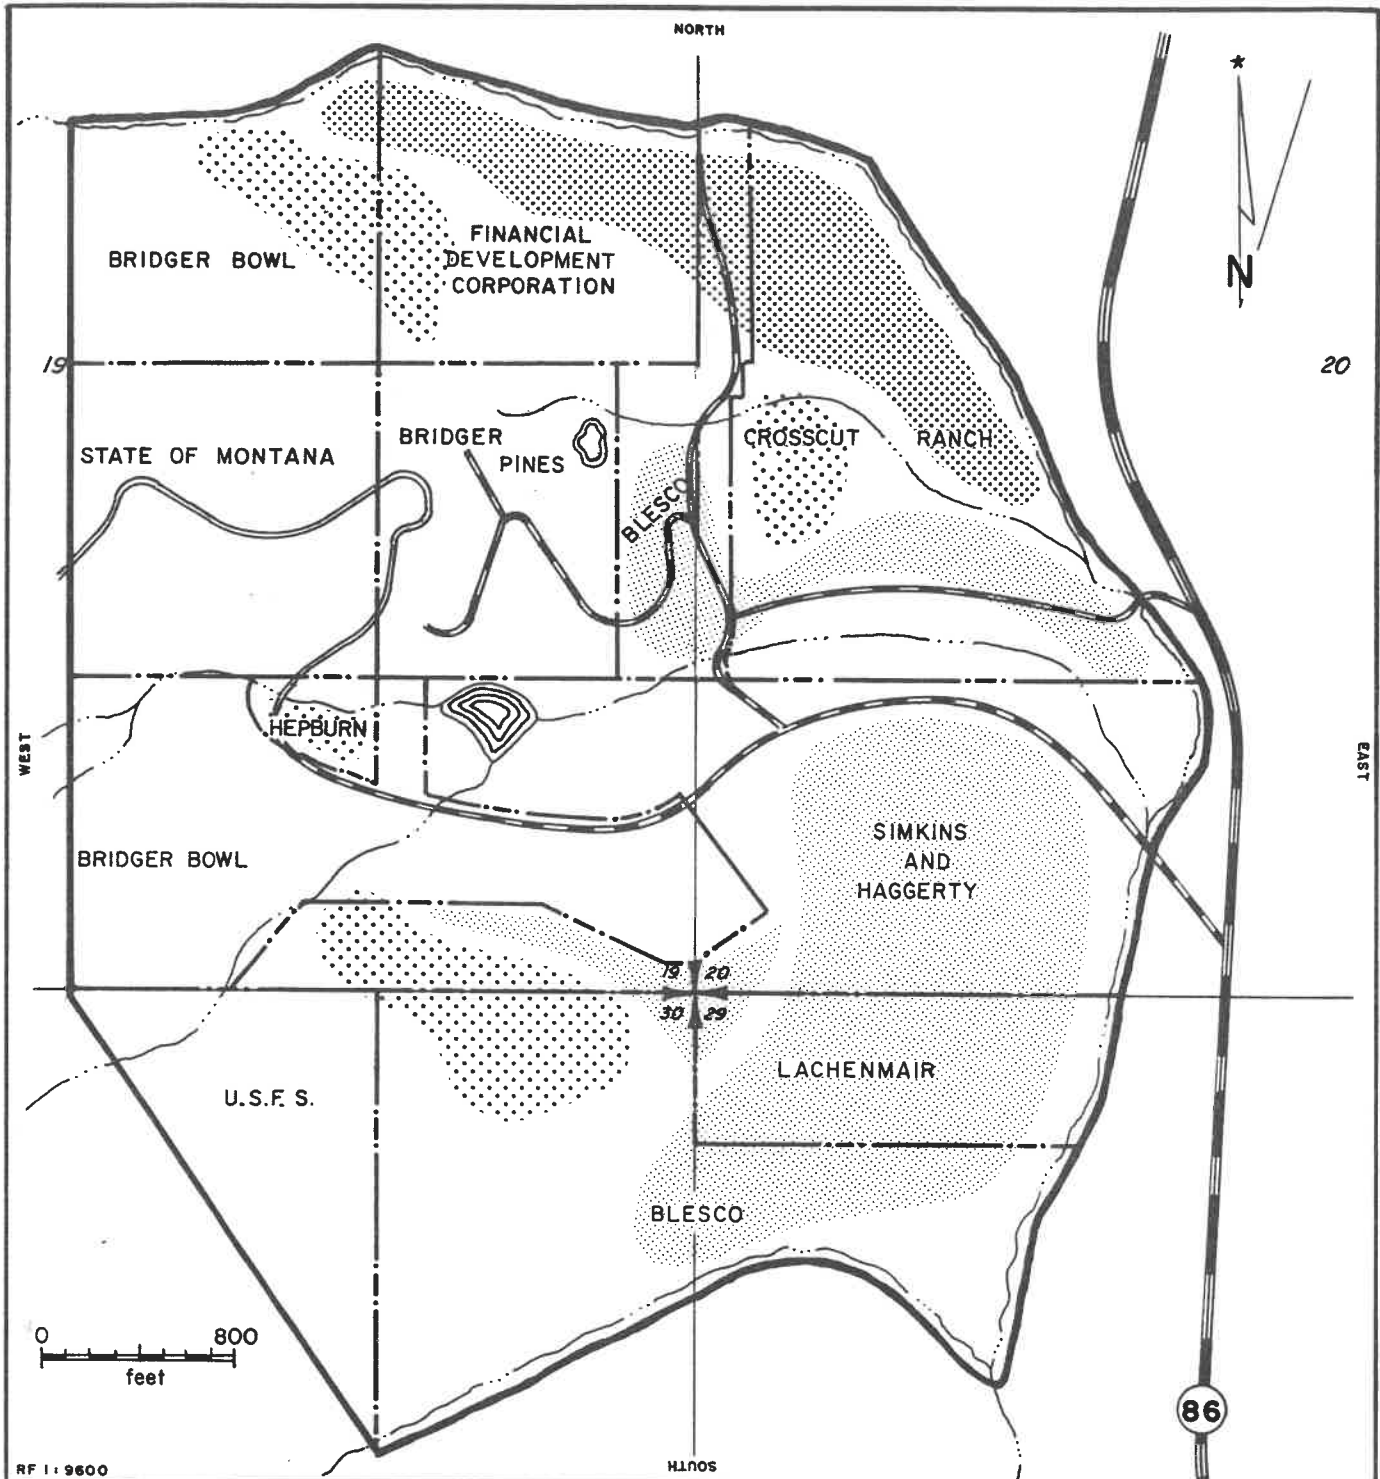 NORTH
*
N
BRIDGER BOWL
FINANCIAL
DEVELOPMENT
CORPORATION
19
20
STATE OF MONTANA
BRIDGER
PINES
BLESCO
CROSSCUT RANCH
HEPBURN
WEST
EAST
BRIDGER BOWL
SIMKINS
AND
HAGGERTY
19 20
30 29
U.S.F.S.
LACHENMAIR
BLESCO
0 800
feet
86
RF 1:9600
SOUTH